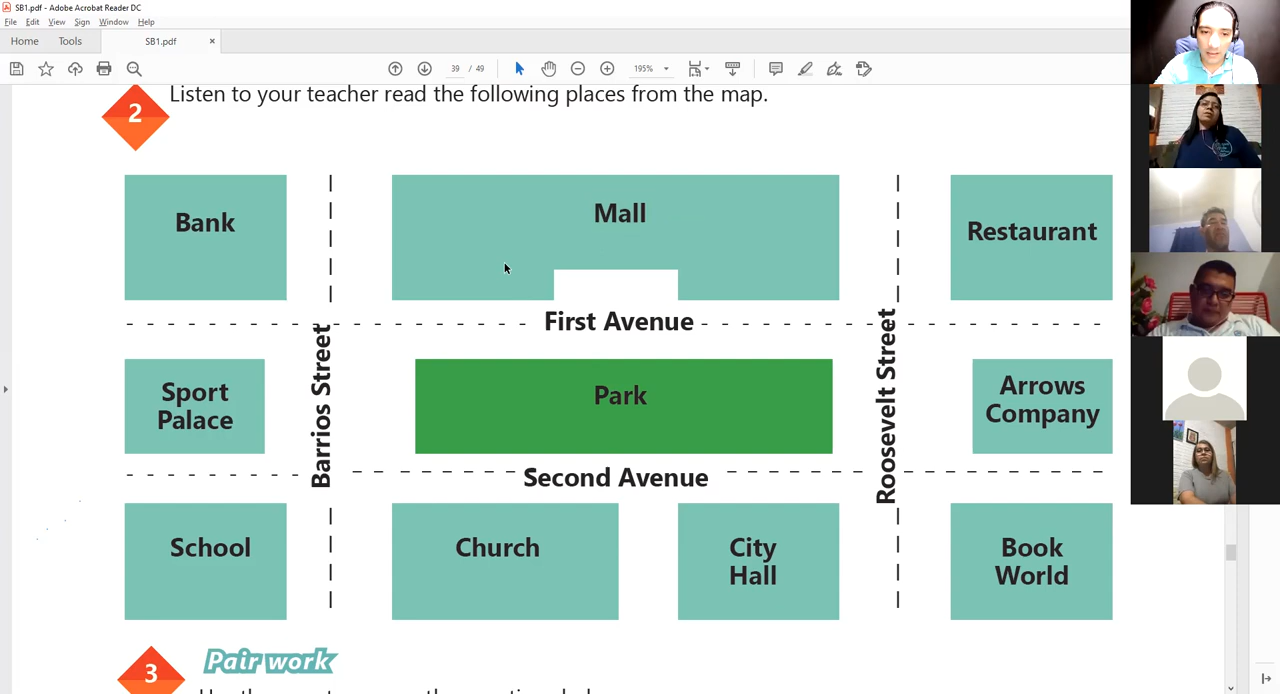 SB1.pdf - Adobe Acrobat Reader DC
File Edit View Sign Window Help
Home Tools SB1.pdf ×
39 / 49 195%
2 Listen to your teacher read the following places from the map.
Bank
Mall
Restaurant
First Avenue
Barrios Street
Roosevelt Street
Sport
Palace
Park
Arrows
Company
Second Avenue
School
Church
City
Hall
Book
World
3 Pair work